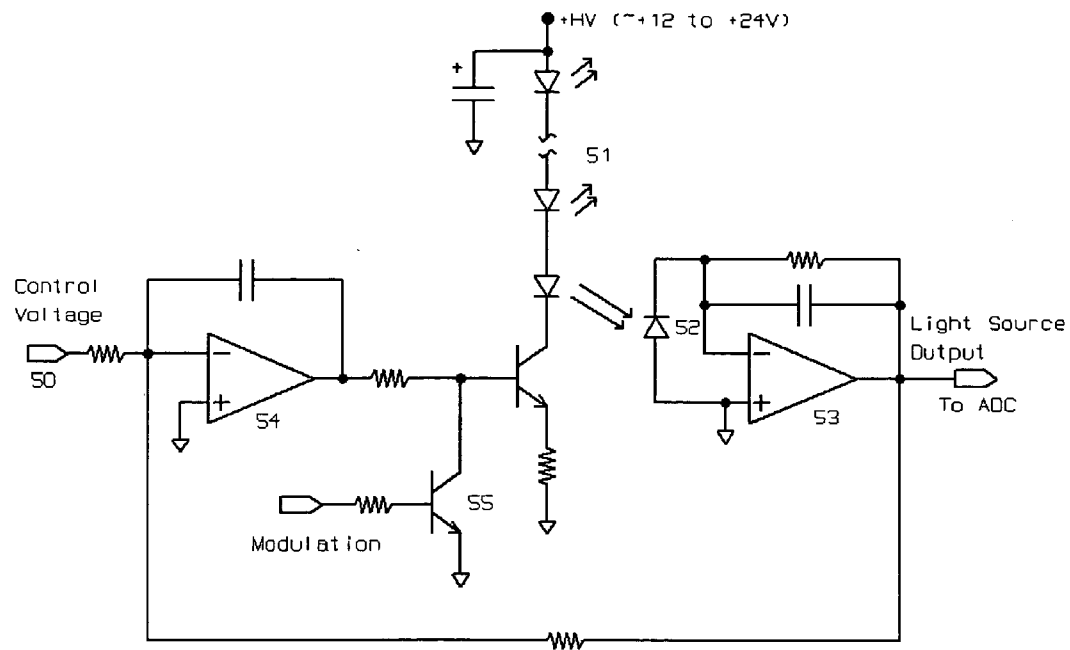 +HV (~+12 to +24V)
+
51
Control
Voltage
50
-
+
54
52
-
+
53
Light Source
Output
To ADC
55
Modulation